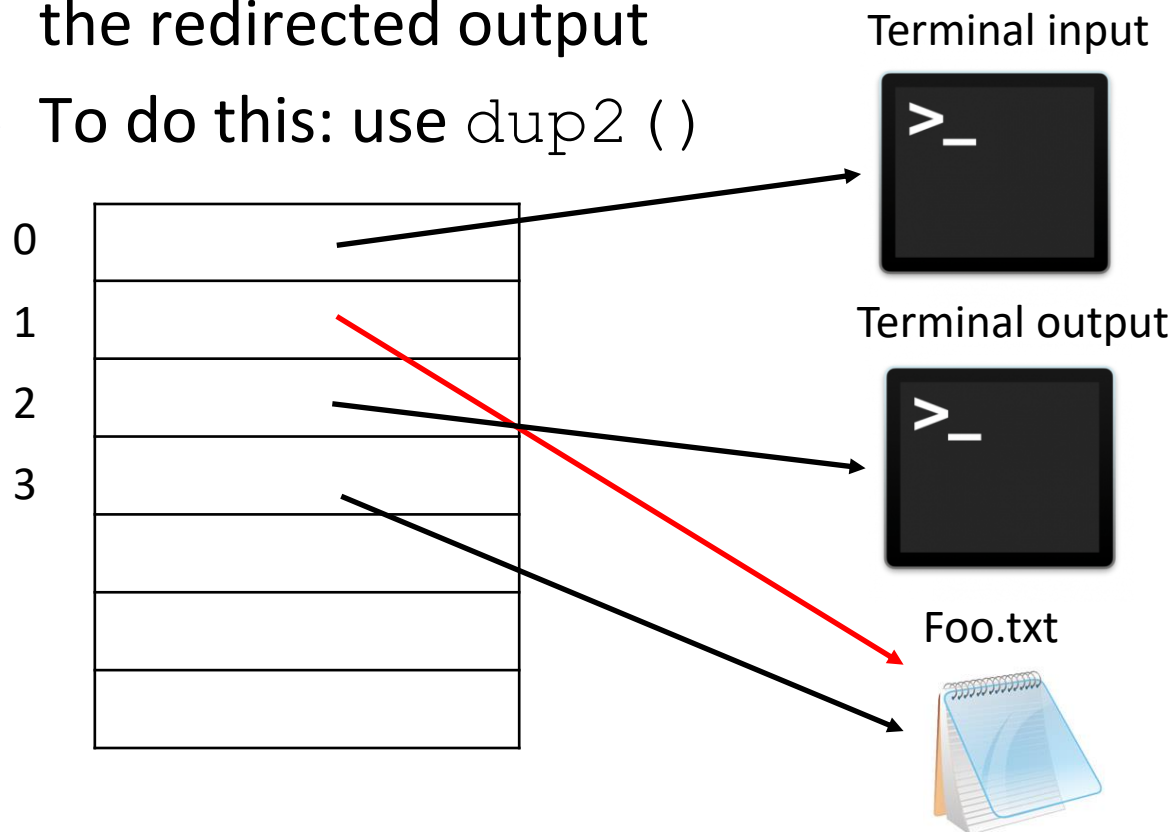 the redirected output
To do this: use dup2()
Terminal input
>_
0
1
Terminal output
2
>_
3
Foo.txt